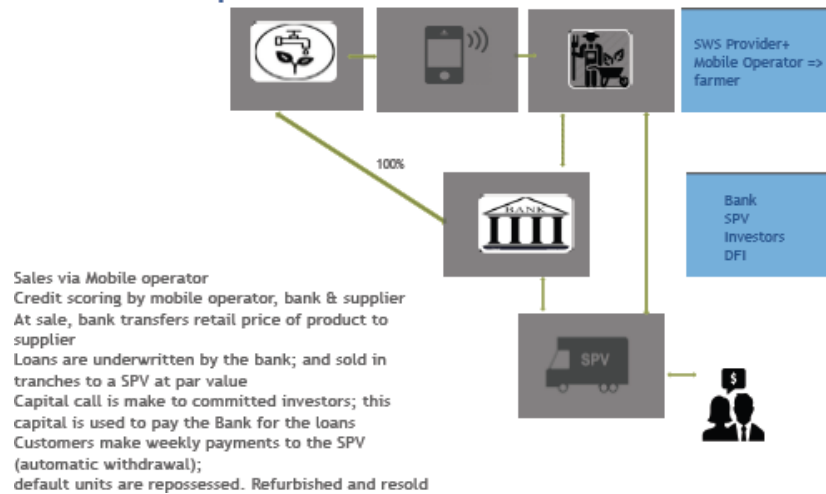 SWS Provider+
Mobile Operator =>
farmer
100%
BANK
Bank
SPV
Investors
DFI
SPV
$
Sales via Mobile operator
Credit scoring by mobile operator, bank & supplier
At sale, bank transfers retail price of product to
supplier
Loans are underwritten by the bank; and sold in
tranches to a SPV at par value
Capital call is make to committed investors; this
capital is used to pay the Bank for the loans
Customers make weekly payments to the SPV
(automatic withdrawal);
default units are repossessed. Refurbished and resold